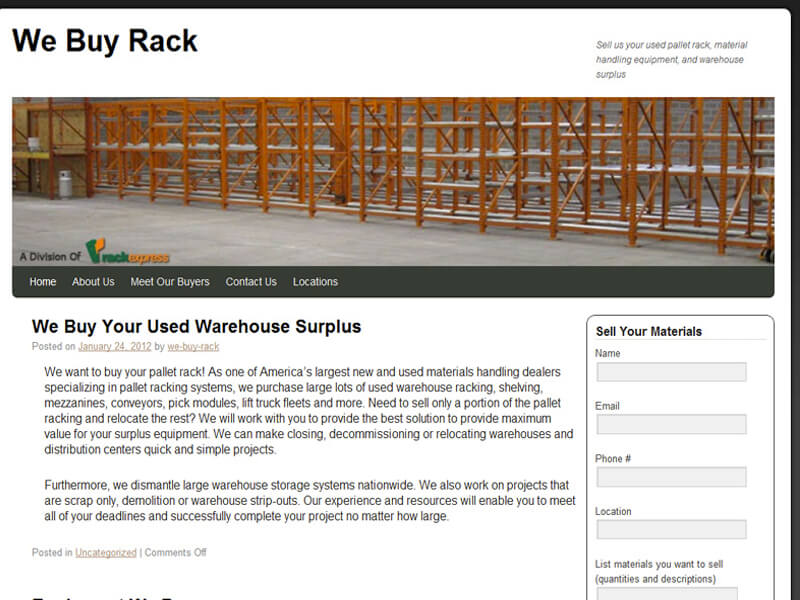 We Buy Rack
Sell us your used pallet rack, material
handling equipment, and warehouse
surplus
A Division Of rackexpress
Home About Us Meet Our Buyers Contact Us Locations
We Buy Your Used Warehouse Surplus
Posted on January 24, 2012 by we-buy-rack
We want to buy your pallet rack! As one of America’s largest new and used materials handling dealers
specializing in pallet racking systems, we purchase large lots of used warehouse racking, shelving,
mezzanines, conveyors, pick modules, lift truck fleets and more. Need to sell only a portion of the pallet
racking and relocate the rest? We will work with you to provide the best solution to provide maximum
value for your surplus equipment. We can make closing, decommissioning or relocating warehouses and
distribution centers quick and simple projects.
Furthermore, we dismantle large warehouse storage systems nationwide. We also work on projects that
are scrap only, demolition or warehouse strip-outs. Our experience and resources will enable you to meet
all of your deadlines and successfully complete your project no matter how large.
Posted in Uncategorized | Comments Off
Sell Your Materials
Name
Email
Phone #
Location
List materials you want to sell
(quantities and descriptions)